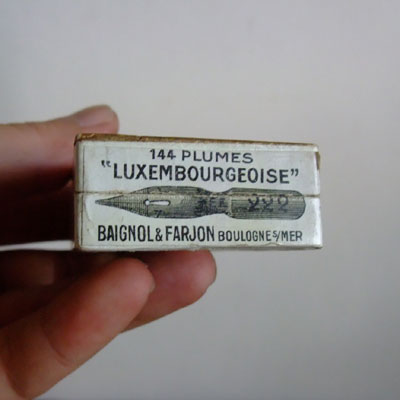 144 PLUMES
"LUXEMBOURGEOISE"
BAIGNOL & FARJON BOULOGNE S/MER